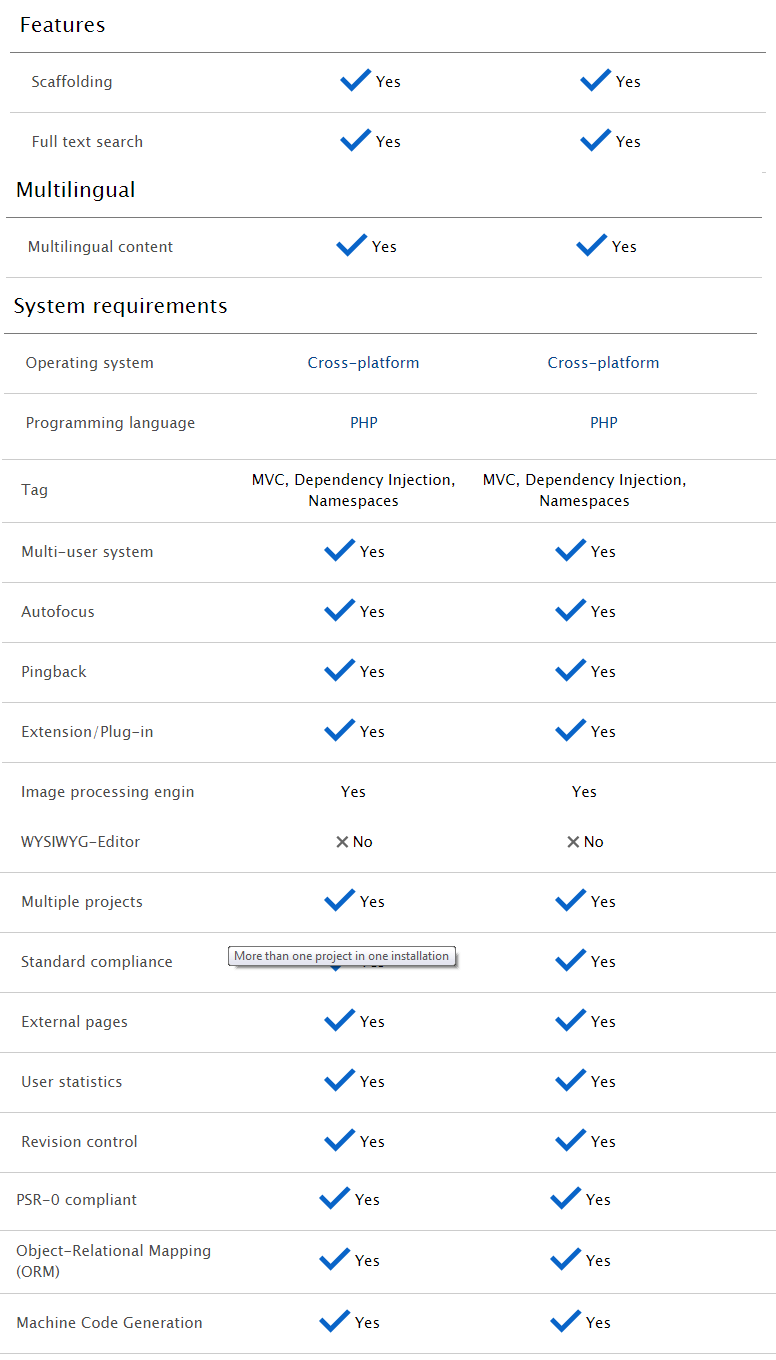 Features
Scaffolding Yes Yes
Full text search Yes Yes
Multilingual
Multilingual content Yes Yes
System requirements
Operating system Cross-platform Cross-platform
Programming language PHP PHP
Tag MVC, Dependency Injection, MVC, Dependency Injection,
Namespaces Namespaces
Multi-user system Yes Yes
Autofocus Yes Yes
Pingback Yes Yes
Extension/Plug-in Yes Yes
Image processing engin Yes Yes
WYSIWYG-Editor No No
Multiple projects Yes Yes
More than one project in one installation
Standard compliance Yes
External pages Yes Yes
User statistics Yes Yes
Revision control Yes Yes
PSR-0 compliant Yes Yes
Object-Relational Mapping
(ORM) Yes Yes
Machine Code Generation Yes Yes